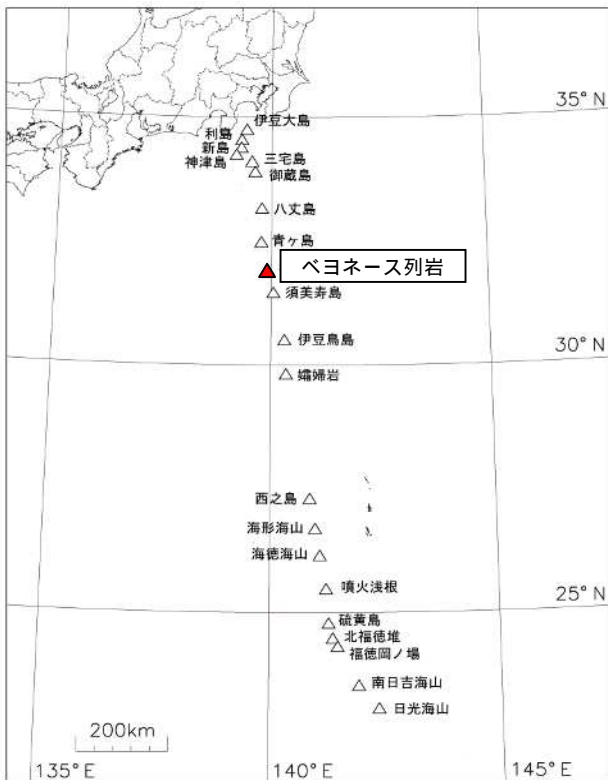 35°N
伊豆大島
利島
新島
三宅島
神津島
御蔵島
八丈島
青ヶ島
ベヨネース列岩
須美寿島
伊豆鳥島
30°N
孀婦岩
西之島
海形海山
海徳海山
噴火浅根
25°N
硫黄島
北福徳堆
福徳岡ノ場
南日吉海山
日光海山
200km
135°E
140°E
145°E